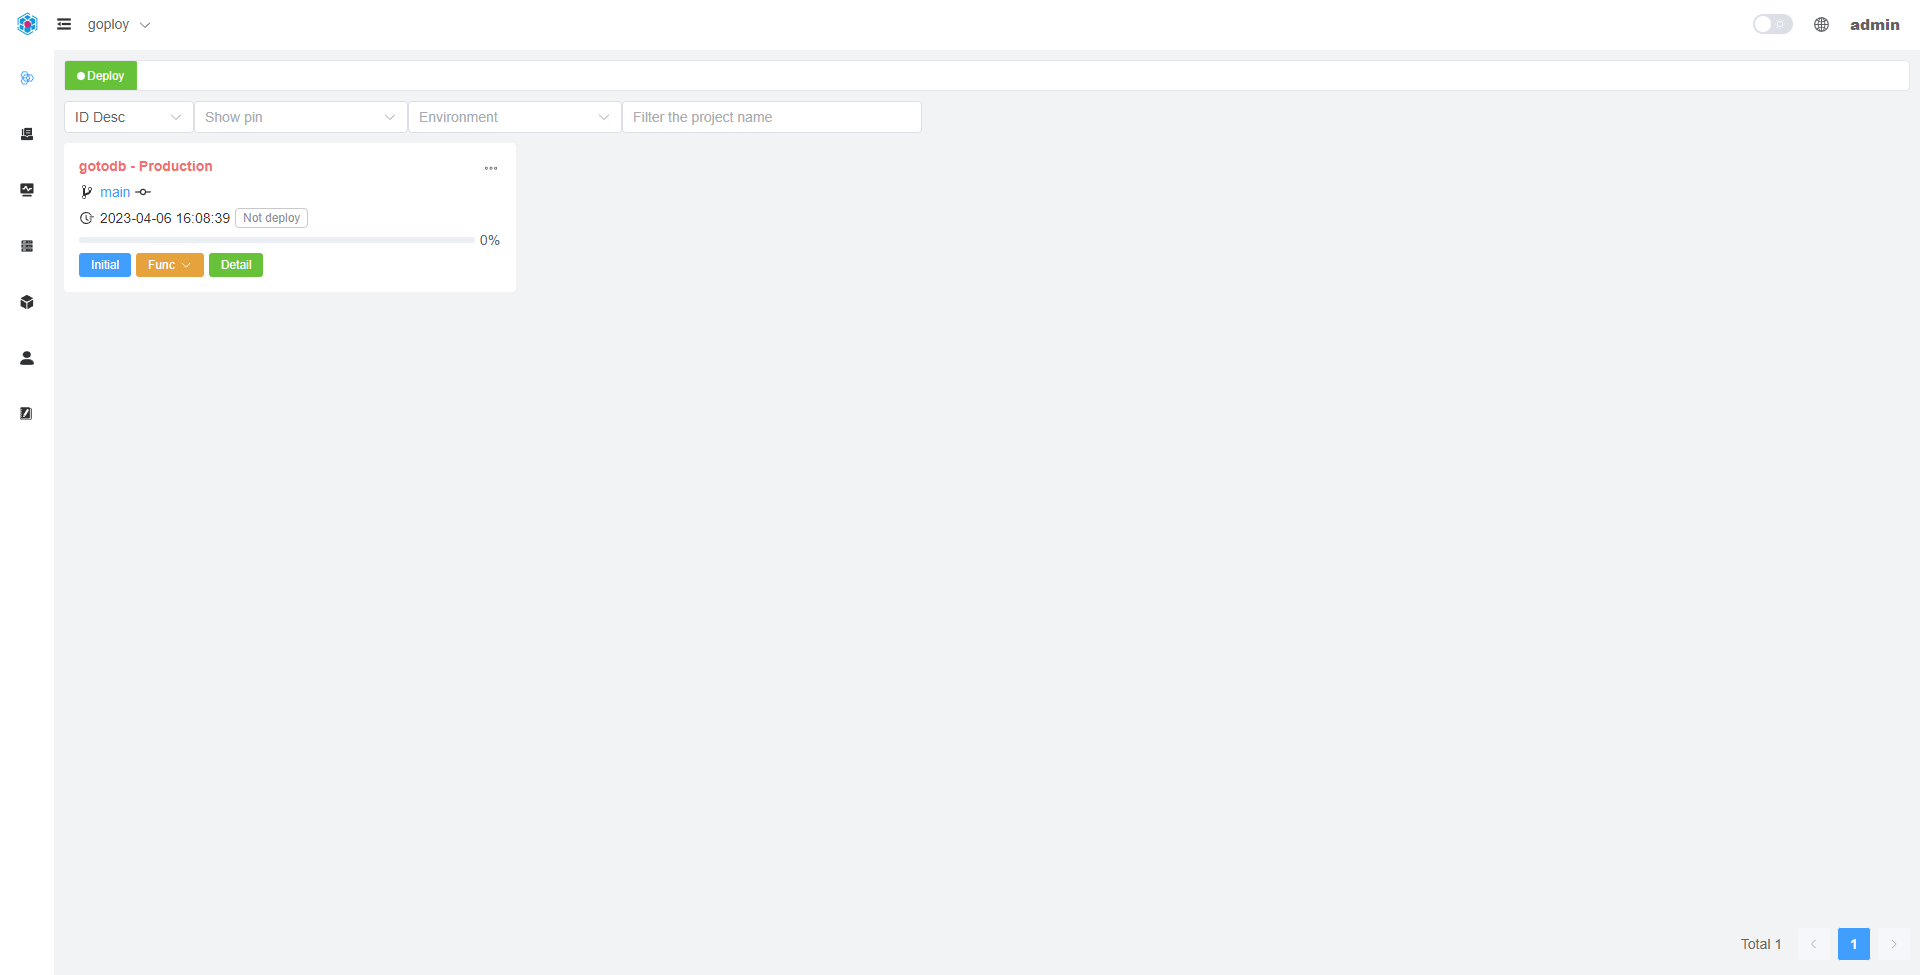 goploy
admin
Deploy
ID Desc
Show pin
Environment
Filter the project name
gotodb - Production
main
2023-04-06 16:08:39 Not deploy
0%
Initial
Func
Detail
Total 1
1